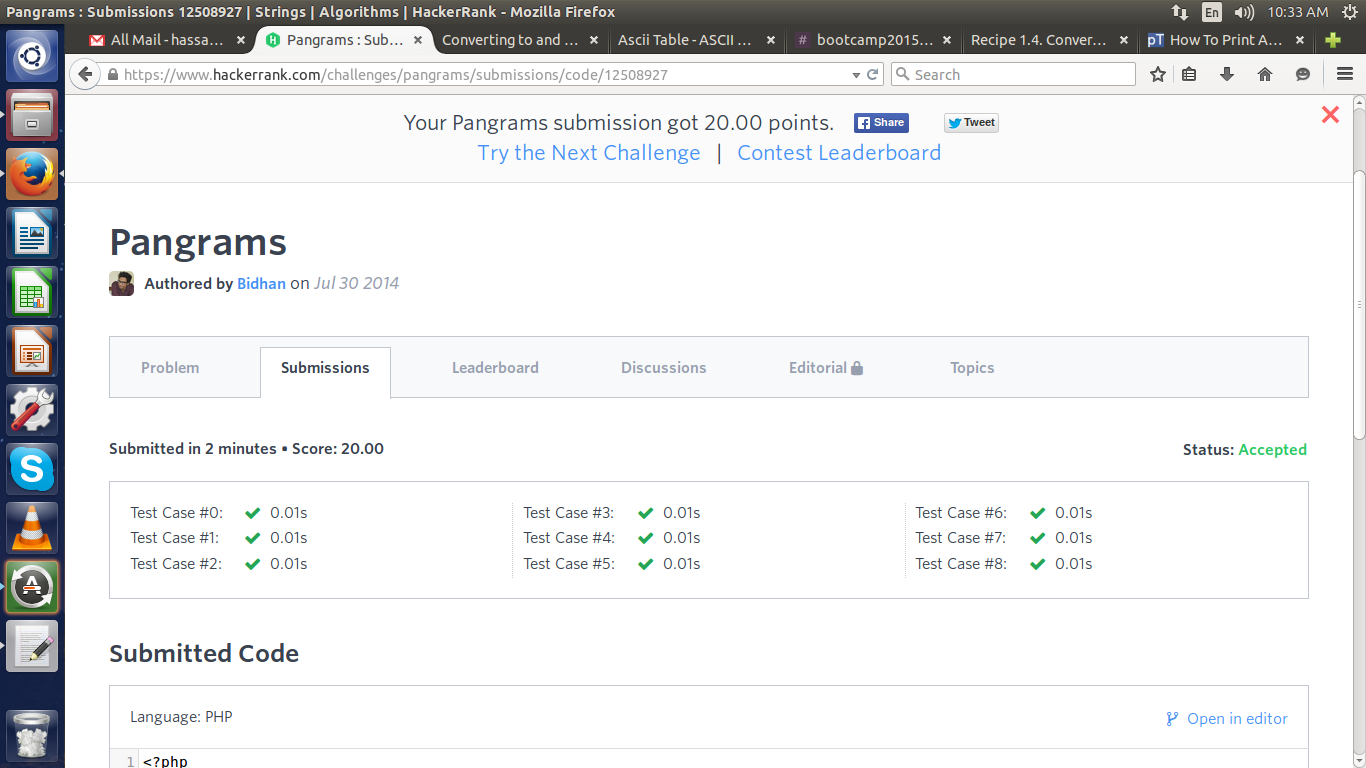 Pangrams : Submissions 12508927 | Strings | Algorithms | HackerRank - Mozilla Firefox
En
10:33 AM
All Mail - hassa...
Pangrams : Sub...
Converting to and ...
Ascii Table - ASCII ...
# bootcamp2015...
Recipe 1.4. Conver...
pT How To Print A...
https://www.hackerrank.com/challenges/pangrams/submissions/code/12508927
Search
Your Pangrams submission got 20.00 points.
Share
Tweet
Try the Next Challenge | Contest Leaderboard
Pangrams
Authored by Bidhan on Jul 30 2014
Problem
Submissions
Leaderboard
Discussions
Editorial
Topics
Submitted in 2 minutes • Score: 20.00
Status: Accepted
Test Case #0: 0.01s
Test Case #1: 0.01s
Test Case #2: 0.01s
Test Case #3: 0.01s
Test Case #4: 0.01s
Test Case #5: 0.01s
Test Case #6: 0.01s
Test Case #7: 0.01s
Test Case #8: 0.01s
Submitted Code
Language: PHP
Open in editor
1 <?php